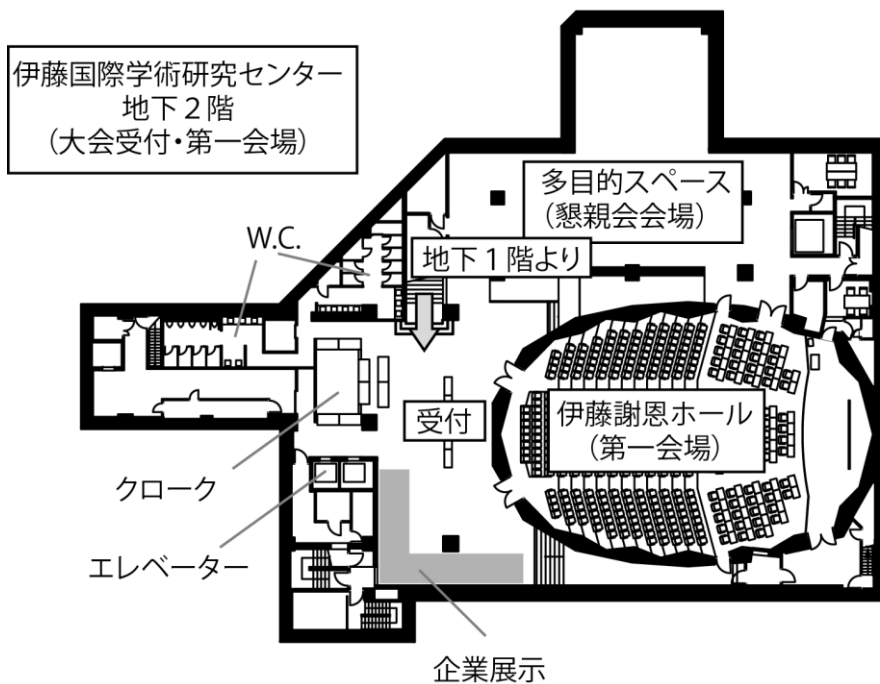 伊藤国際学術研究センター
地下２階
（大会受付・第一会場）
多目的スペース
（懇親会会場）
W.C.
地下１階より
受付
伊藤謝恩ホール
（第一会場）
クローク
エレベーター
企業展示